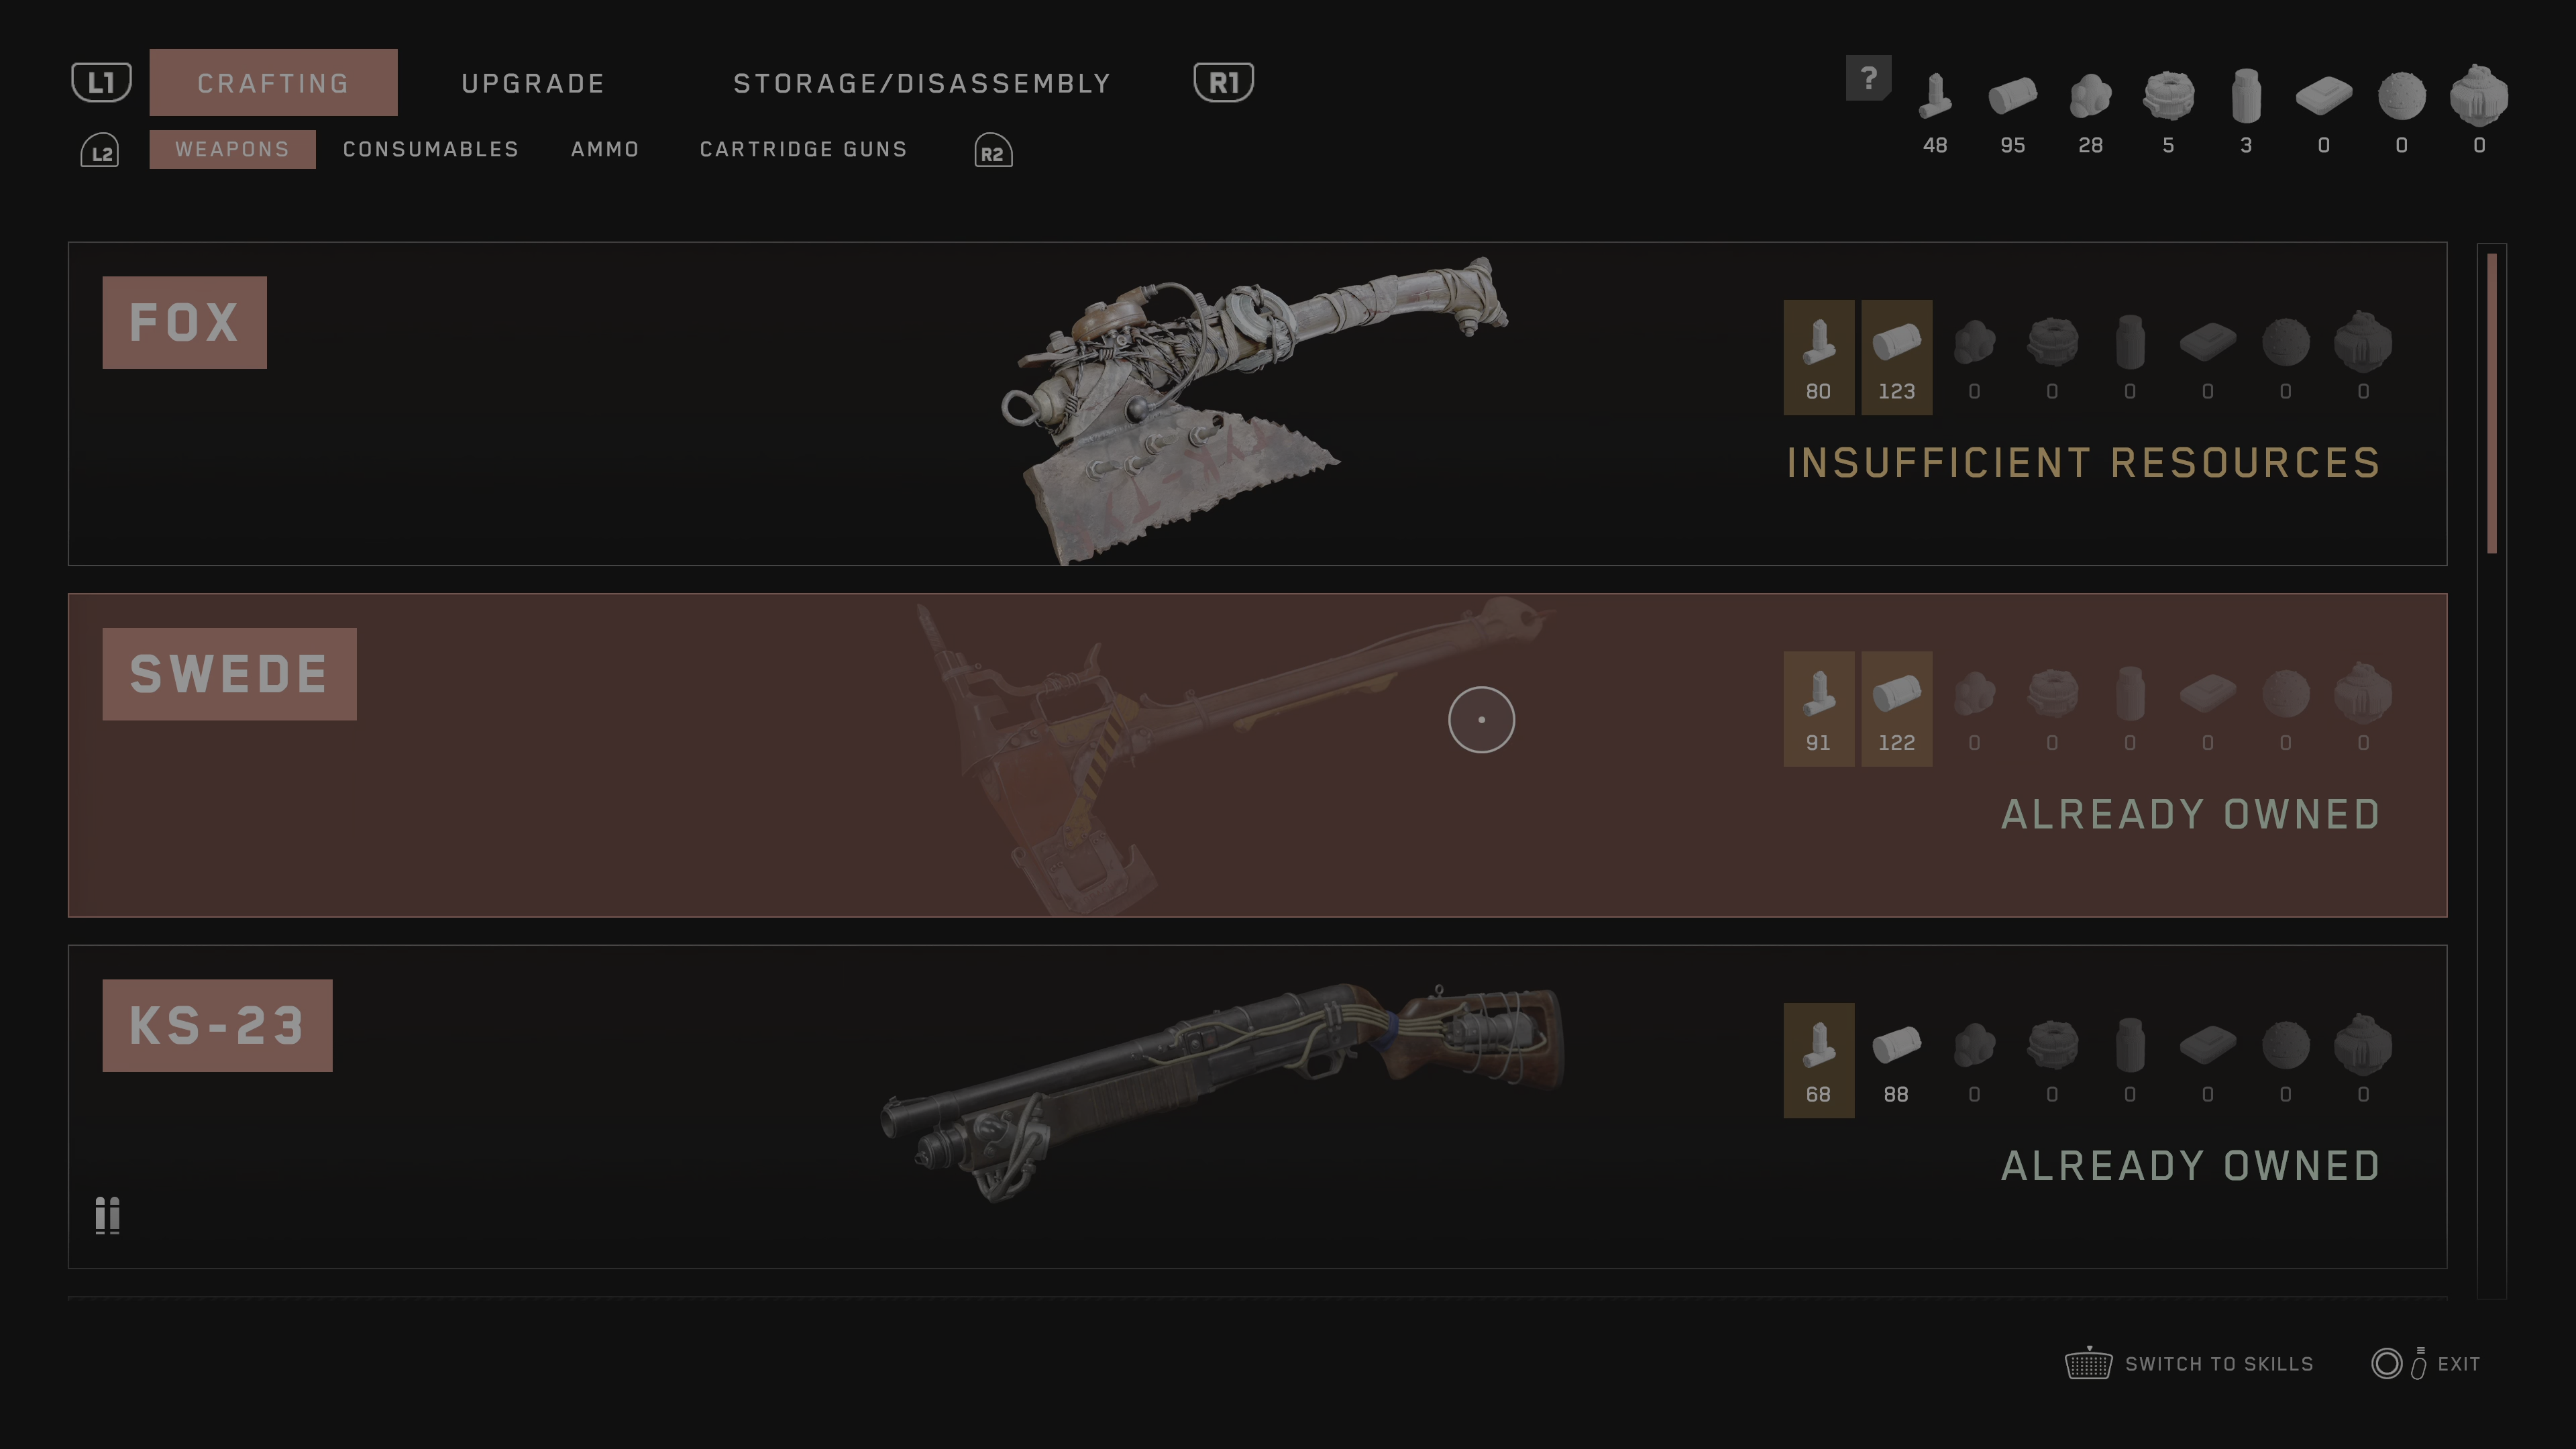 L1 CRAFTING UPGRADE STORAGE/DISASSEMBLY R1
?
48 95 28 5 3 0 0 0
L2 WEAPONS CONSUMABLES AMMO CARTRIDGE GUNS R2
FOX
80 123 0 0 0 0 0 0
INSUFFICIENT RESOURCES
SWEDE
91 122 0 0 0 0 0 0
ALREADY OWNED
KS-23
68 88 0 0 0 0 0 0
ALREADY OWNED
SWITCH TO SKILLS EXIT